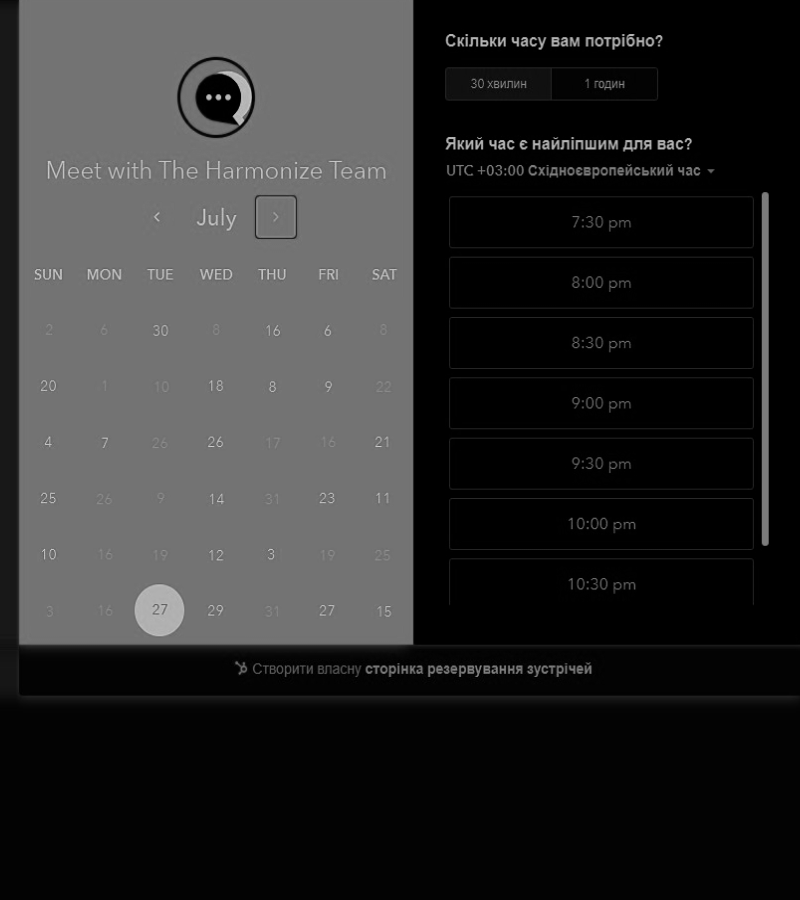 Meet with The Harmonize Team
July
SUN MON TUE WED THU FRI SAT
2 6 30 8 16 6 8
20 1 10 18 8 9 22
4 7 26 26 17 16 21
25 26 9 14 31 23 11
10 16 19 12 3 19 25
3 16 27 29 31 27 15
Скільки часу вам потрібно?
30 хвилин 1 годин
Який час є найліпшим для вас?
UTC +03:00 Східноєвропейський час
7:30 pm
8:00 pm
8:30 pm
9:00 pm
9:30 pm
10:00 pm
10:30 pm
Створити власну сторінка резервування зустрічей